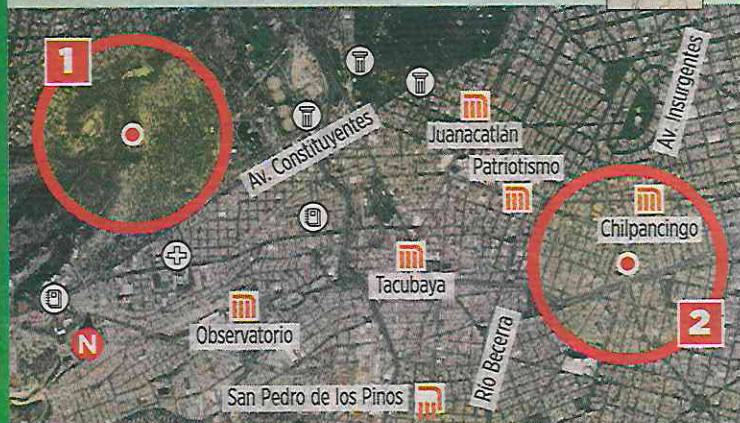 1
Av. Constituyentes
Juanacatlán
Av. Insurgentes
Patriotismo
Chilpancingo
Tacubaya
2
Observatorio
N
Río Becerra
San Pedro de los Pinos